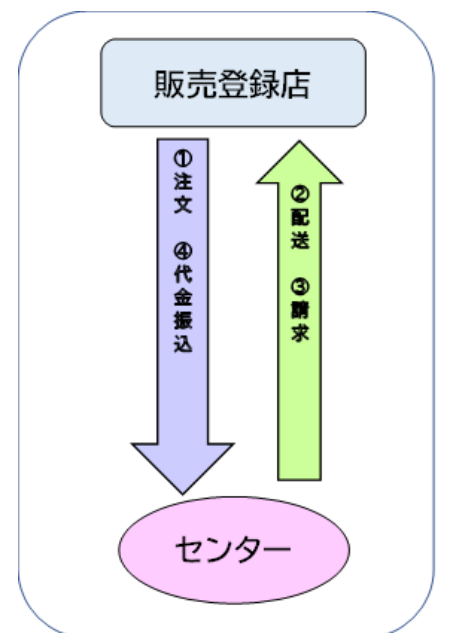 販売登録店
①注文 ④代金振込
②配送 ③請求
センター